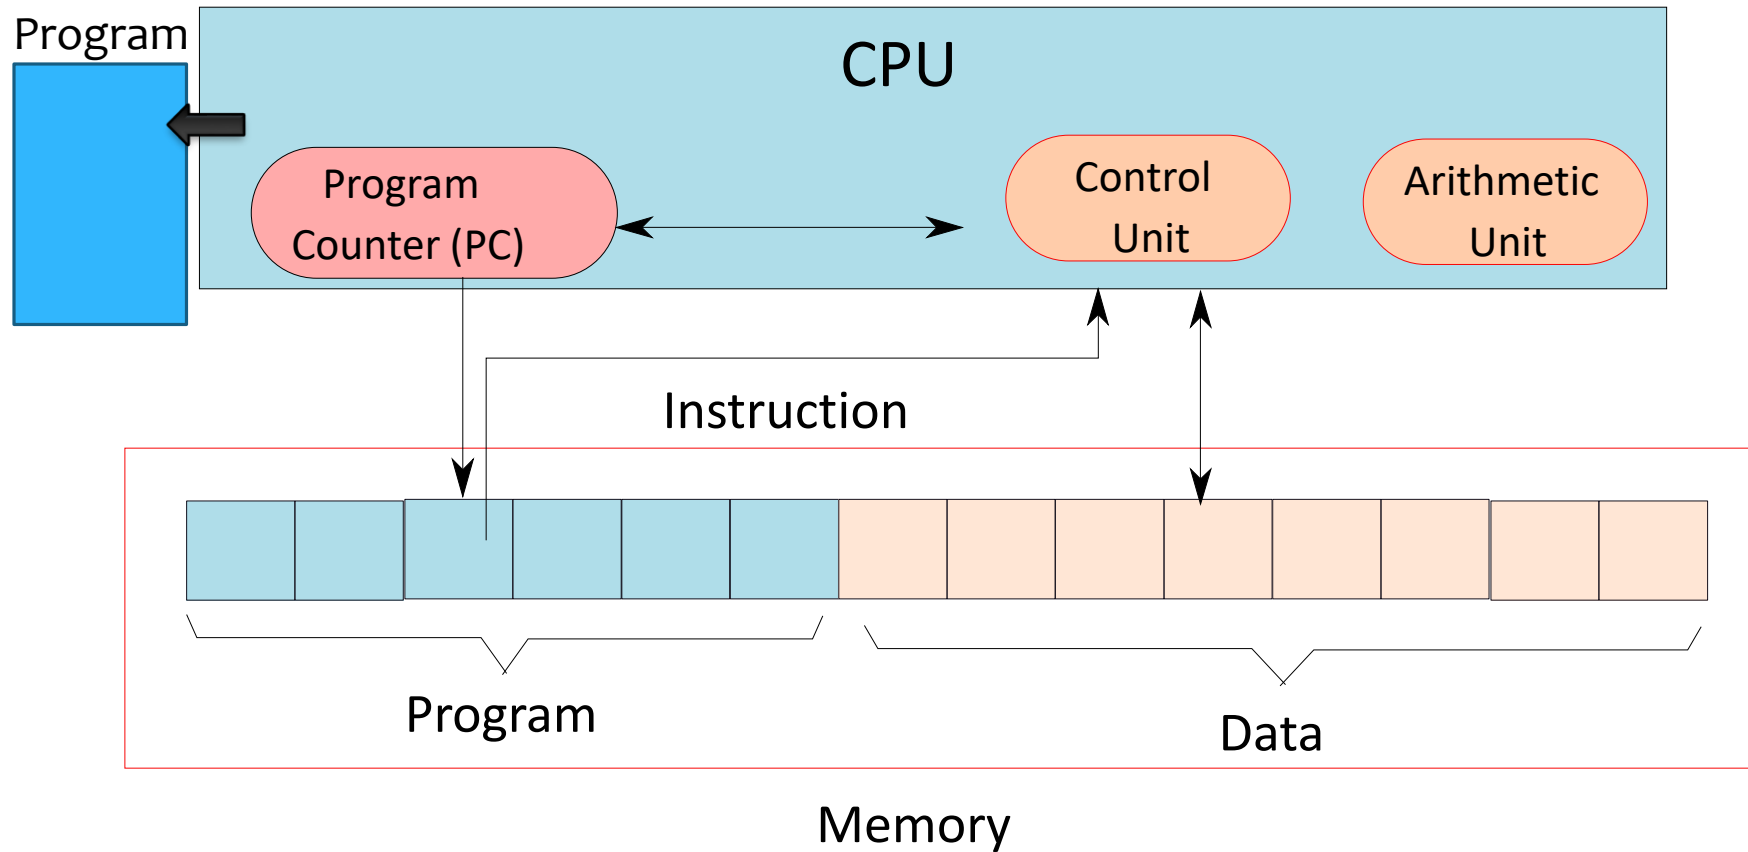 Program
CPU
Program
Counter (PC)
Control
Unit
Arithmetic
Unit
Instruction
Program
Data
Memory